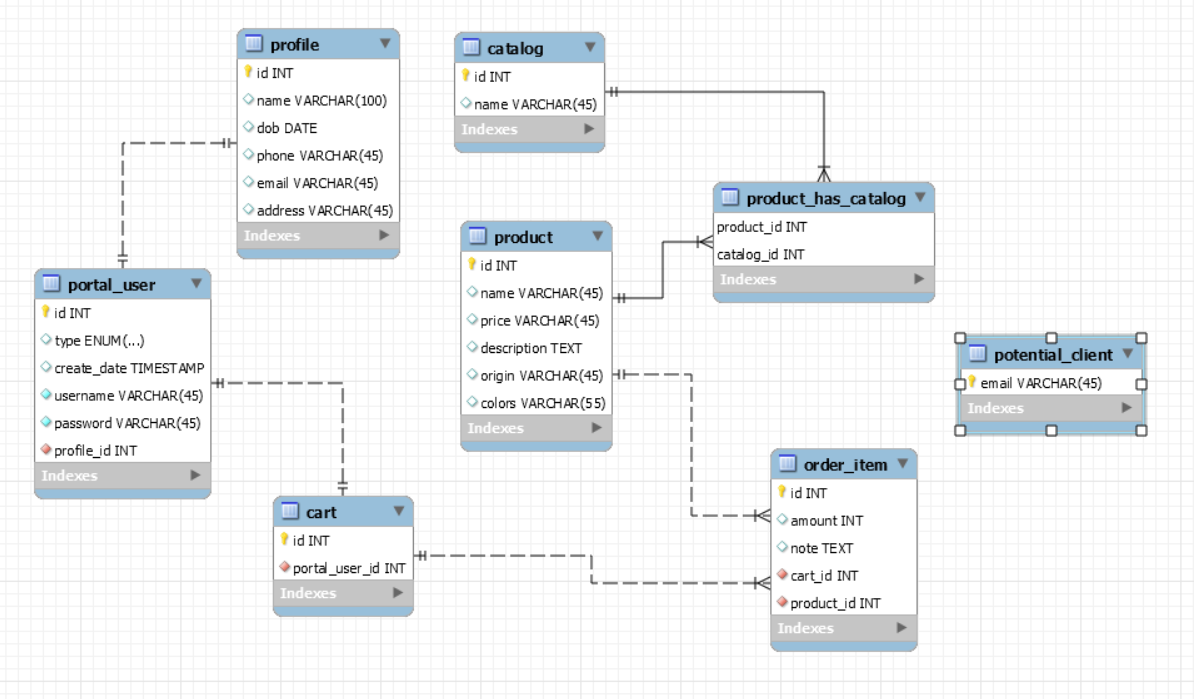 profile
id INT
name VARCHAR(100)
dob DATE
phone VARCHAR(45)
email VARCHAR(45)
address VARCHAR(45)
Indexes
catalog
id INT
name VARCHAR(45)
Indexes
product_has_catalog
product_id INT
catalog_id INT
Indexes
product
id INT
name VARCHAR(45)
price VARCHAR(45)
description TEXT
origin VARCHAR(45)
colors VARCHAR(55)
Indexes
portal_user
id INT
type ENUM(...)
create_date TIMESTAMP
username VARCHAR(45)
password VARCHAR(45)
profile_id INT
Indexes
potential_client
email VARCHAR(45)
Indexes
order_item
id INT
amount INT
note TEXT
cart_id INT
product_id INT
Indexes
cart
id INT
portal_user_id INT
Indexes